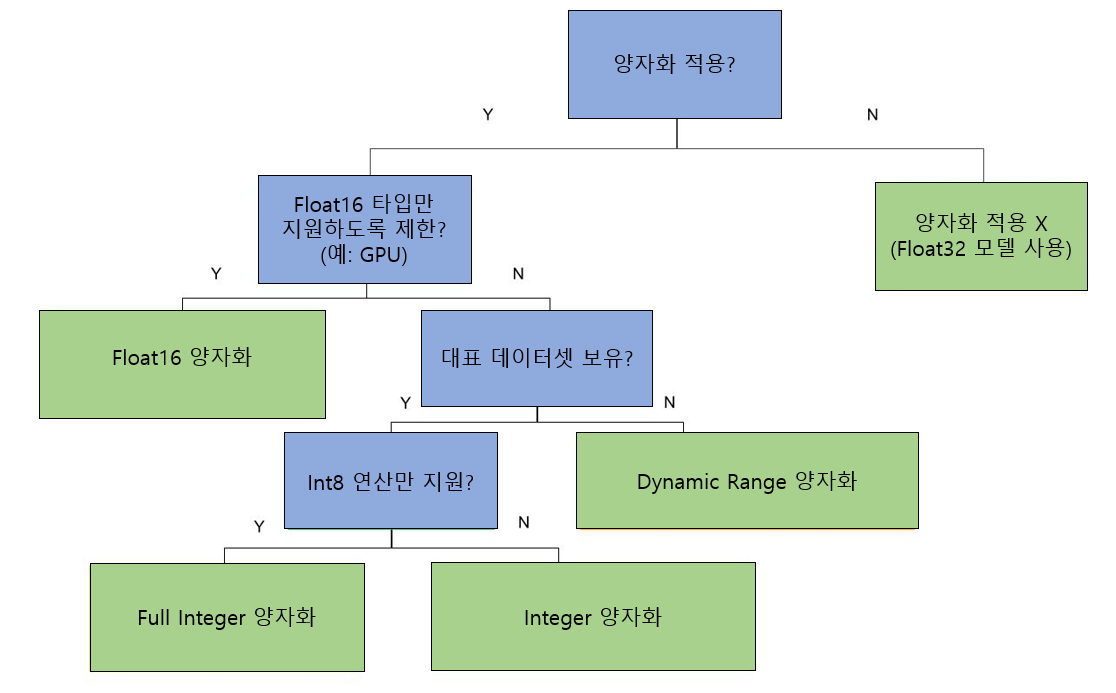 양자화 적용?
Y
N
Float16 타입만
지원하도록 제한?
(예: GPU)
양자화 적용 X
(Float32 모델 사용)
Y
N
Float16 양자화
대표 데이터셋 보유?
Y
N
Int8 연산만 지원?
Dynamic Range 양자화
Y
N
Full Integer 양자화
Integer 양자화